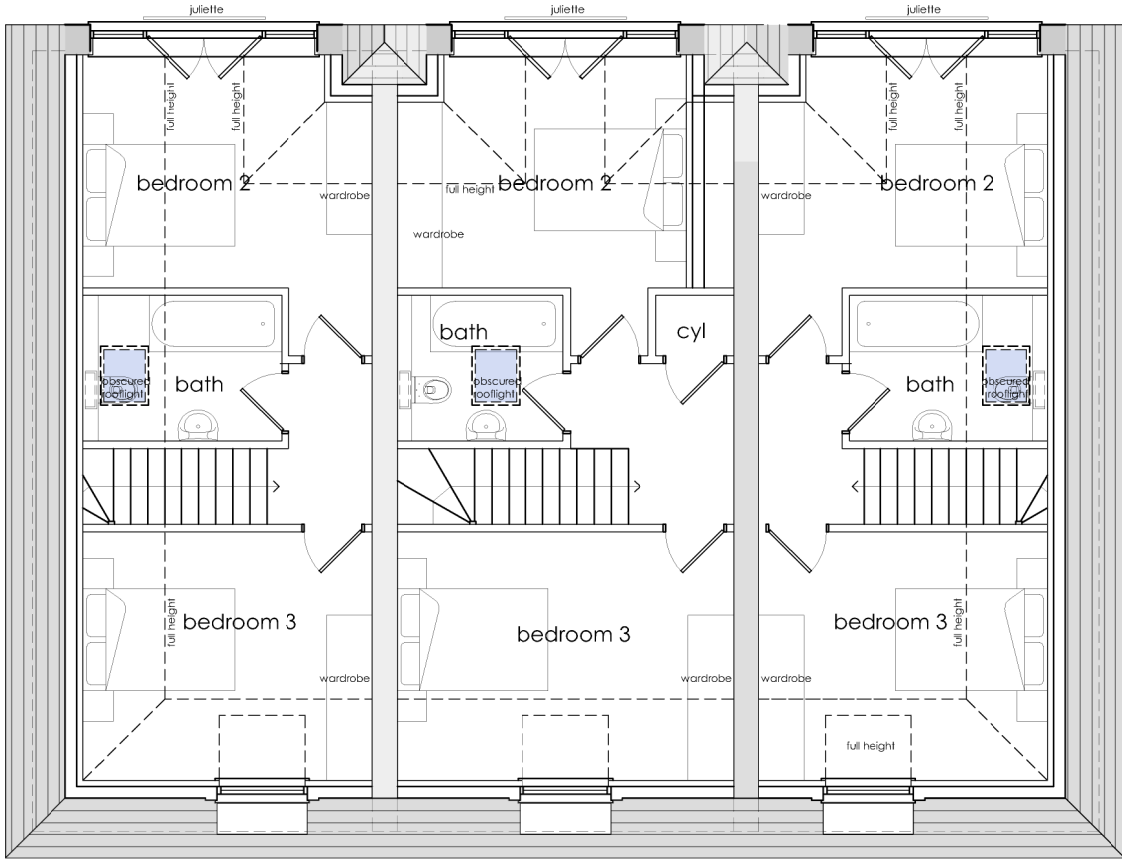 juliette
juliette
juliette
full height
full height
full height
full height
bedroom 2
full height
bedroom 2
bedroom 2
wardrobe
wardrobe
wardrobe
bath
cyl
bath
obscured
rooflight
obscured
rooflight
bath
obscured
rooflight
full height
bedroom 3
bedroom 3
bedroom 3
full height
wardrobe
wardrobe
wardrobe
full height